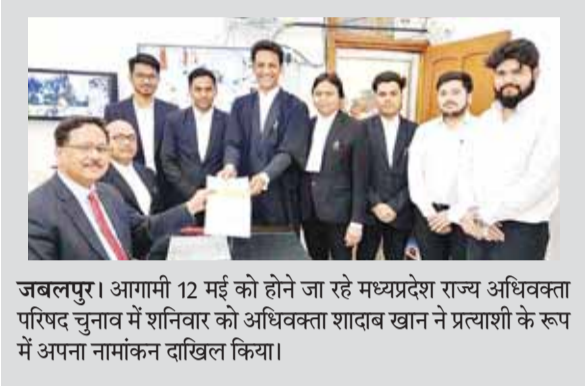 जबलपुर। आगामी 12 मई को होने जा रहे मध्यप्रदेश राज्य अधिवक्ता
परिषद चुनाव में शनिवार को अधिवक्ता शादाब खान ने प्रत्याशी के रूप
में अपना नामांकन दाखिल किया।